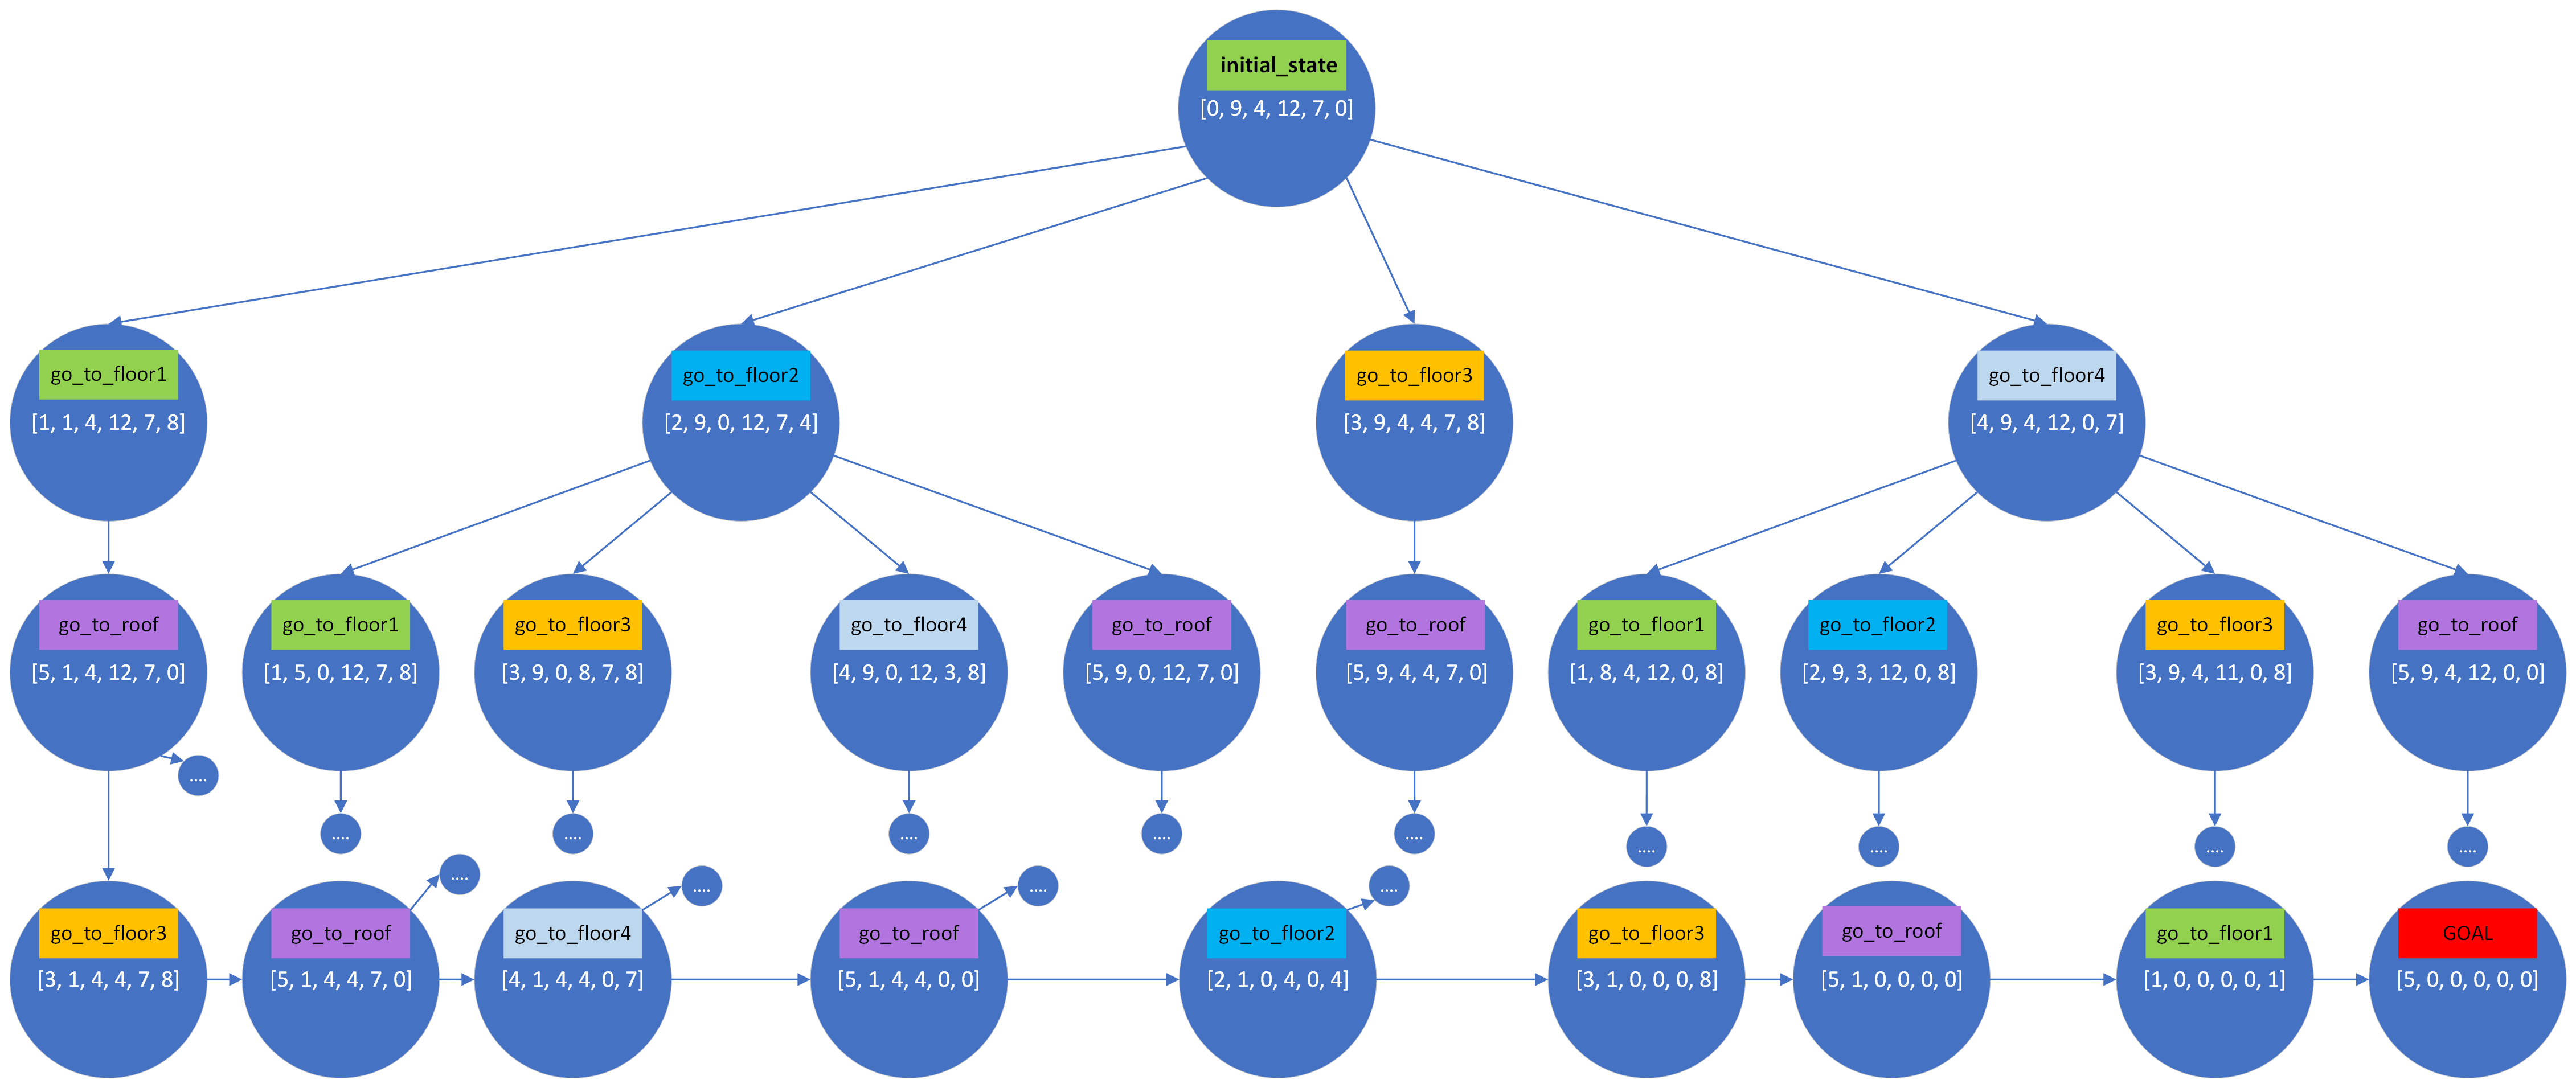 initial_state
[0, 9, 4, 12, 7, 0]
go_to_floor1
[1, 1, 4, 12, 7, 8]
go_to_floor2
[2, 9, 0, 12, 7, 4]
go_to_floor3
[3, 9, 4, 4, 7, 8]
go_to_floor4
[4, 9, 4, 12, 0, 7]
go_to_roof
[5, 1, 4, 12, 7, 0]
go_to_floor1
[1, 5, 0, 12, 7, 8]
go_to_floor3
[3, 9, 0, 8, 7, 8]
go_to_floor4
[4, 9, 0, 12, 3, 8]
go_to_roof
[5, 9, 0, 12, 7, 0]
go_to_roof
[5, 9, 4, 4, 7, 0]
go_to_floor1
[1, 8, 4, 12, 0, 8]
go_to_floor2
[2, 9, 3, 12, 0, 8]
go_to_floor3
[3, 9, 4, 11, 0, 8]
go_to_roof
[5, 9, 4, 12, 0, 0]
....
....
....
....
....
....
....
....
....
....
....
....
....
....
go_to_floor3
[3, 1, 4, 4, 7, 8]
go_to_roof
[5, 1, 4, 4, 7, 0]
go_to_floor4
[4, 1, 4, 4, 0, 7]
go_to_roof
[5, 1, 4, 4, 0, 0]
go_to_floor2
[2, 1, 0, 4, 0, 4]
go_to_floor3
[3, 1, 0, 0, 0, 8]
go_to_roof
[5, 1, 0, 0, 0, 0]
go_to_floor1
[1, 0, 0, 0, 0, 1]
GOAL
[5, 0, 0, 0, 0, 0]